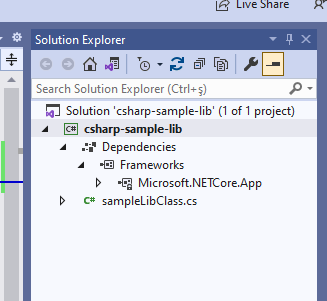 Live Share
Solution Explorer
Search Solution Explorer (Ctrl+ş)
Solution 'csharp-sample-lib' (1 of 1 project)
C# csharp-sample-lib
Dependencies
Frameworks
Microsoft.NETCore.App
C# sampleLibClass.cs